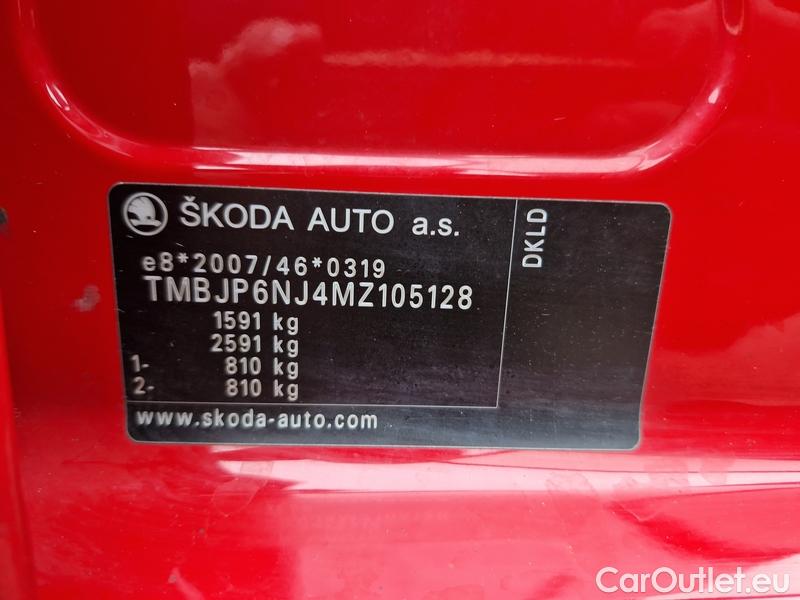 ŠKODA AUTO a.s.
e8*2007/46*0319
TMBJP6NJ4MZ105128
1591 kg
2591 kg
1- 810 kg
2- 810 kg
www.skoda-auto.com
DKLD
CarOutlet.eu